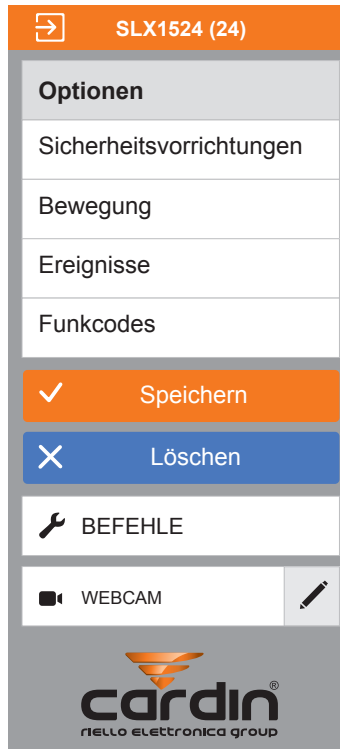 SLX1524 (24)
Optionen
Sicherheitsvorrichtungen
Bewegung
Ereignisse
Funkcodes
Speichern
Löschen
BEFEHLE
WEBCAM
cardin®
riello elettronica group